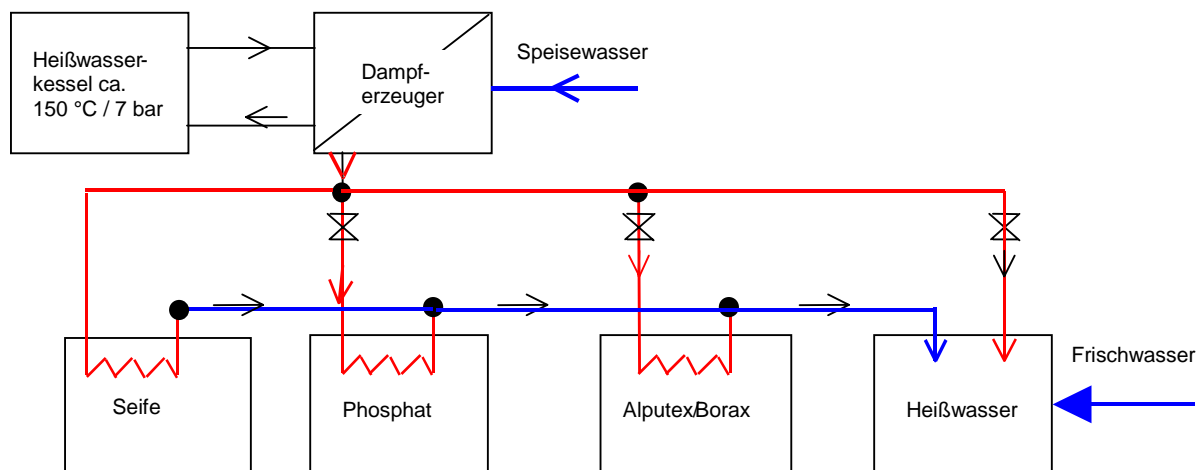 Heißwasser-
kessel ca.
150 °C / 7 bar
Dampf-
erzeuger
Speisewasser
Frischwasser
Seife
Phosphat
Alputex/Borax
Heißwasser